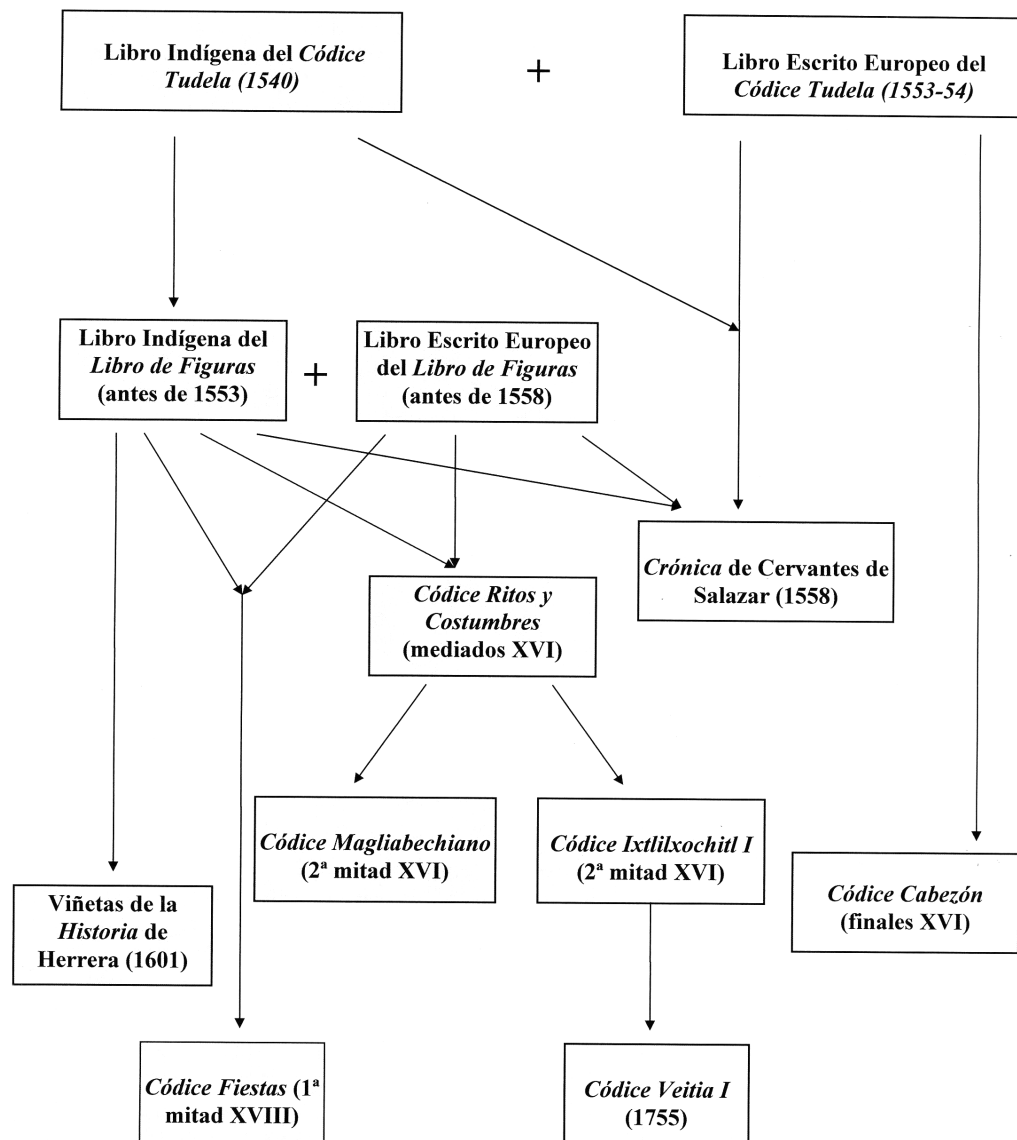 Libro Indígena del Códice
Tudela (1540)
+
Libro Escrito Europeo del
Códice Tudela (1553-54)
Libro Indígena del
Libro de Figuras
(antes de 1553)
+
Libro Escrito Europeo
del Libro de Figuras
(antes de 1558)
Crónica de Cervantes de
Salazar (1558)
Códice Ritos y
Costumbres
(mediados XVI)
Códice Magliabechiano
(2ª mitad XVI)
Códice Ixtlilxochitl I
(2ª mitad XVI)
Códice Cabezón
(finales XVI)
Viñetas de la
Historia de
Herrera (1601)
Códice Fiestas (1ª
mitad XVIII)
Códice Veitia I
(1755)